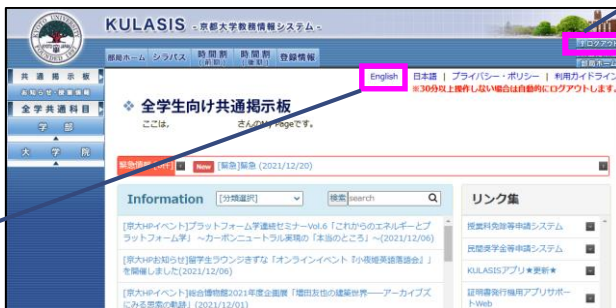 KULASIS - 京都大学教務情報システム -
ログアウト
部局ホーム シラバス 時間割(前期) 時間割(後期) 登録情報
部局ホーム
共通掲示板
English 日本語 | プライバシー・ポリシー | 利用ガイドライン
※30分以上操作しない場合は自動的にログアウトします。
お知らせ・授業情報
全学共通科目
学部
大学院
❖ 全学生向け共通掲示板
ここは、 さんのMy Pageです。
New [緊急]緊急 (2021/12/20)
Information [分類選択] 検索 search
リンク集
[京大HPイベント]プラットフォーム学連続セミナーVol.6「これからのエネルギーとプ
ラットフォーム学」 ～カーボンニュートラル実現の「本当のところ」～(2021/12/06)
[京大HPお知らせ]留学生ラウンジきずな「オンラインイベント『小夜姫英語落語会』」
を開催しました(2021/12/06)
[京大HPイベント]総合博物館2021年度企画展「増田友也の建築世界――アーカイブズ
にみる思索の軌跡」(2021/12/01)
授業料免除等申請システム
民間奨学金等申請システム
KULASISアプリ★更新★
証明書発行機用アプリサポー
トWeb